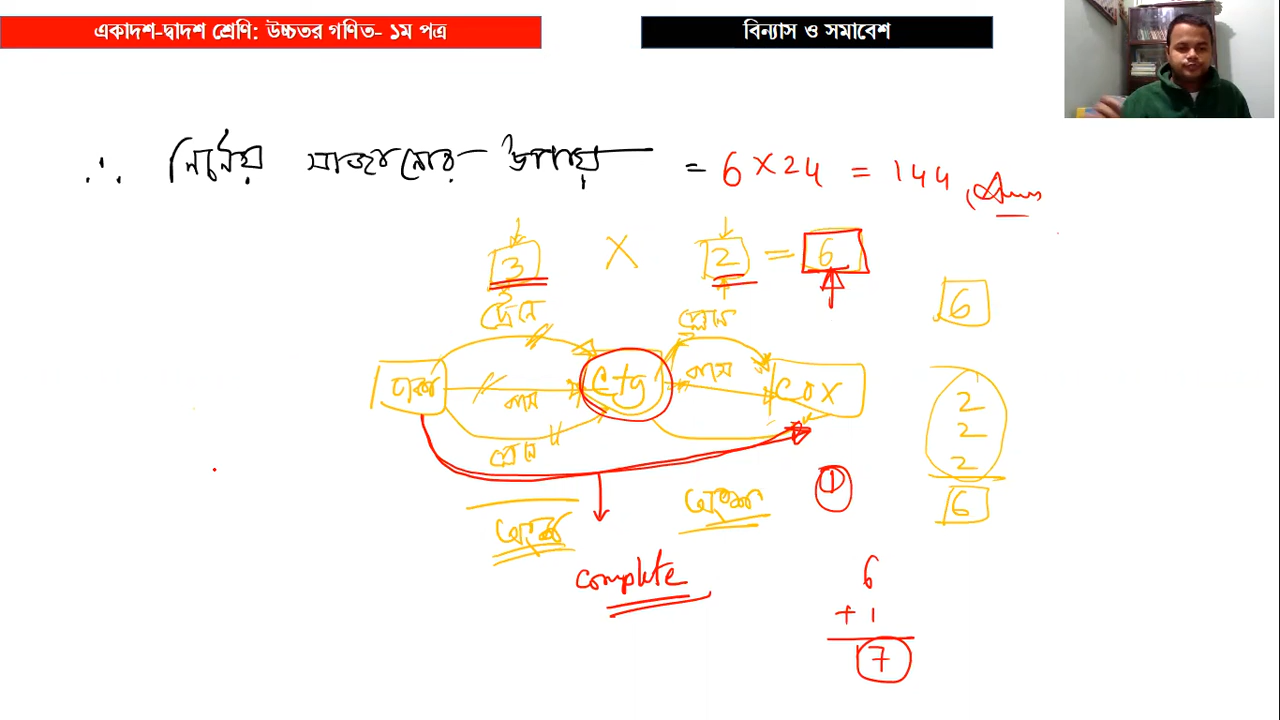 একাদশ-দ্বাদশ শ্রেণি: উচ্চতর গণিত- ১ম পত্র
বিন্যাস ও সমাবেশ
∴ নির্ণেয় সাজানোর উপায় = 6 × 24 = 144 (Ans
3 × 2 = 6
6
ট্রেনে প্লেনে
ঢাকা Ctg বাস COX
বাস
প্লেনে
2
2
2
6
অংশ অংশ
1
complete
6
+ 1
7